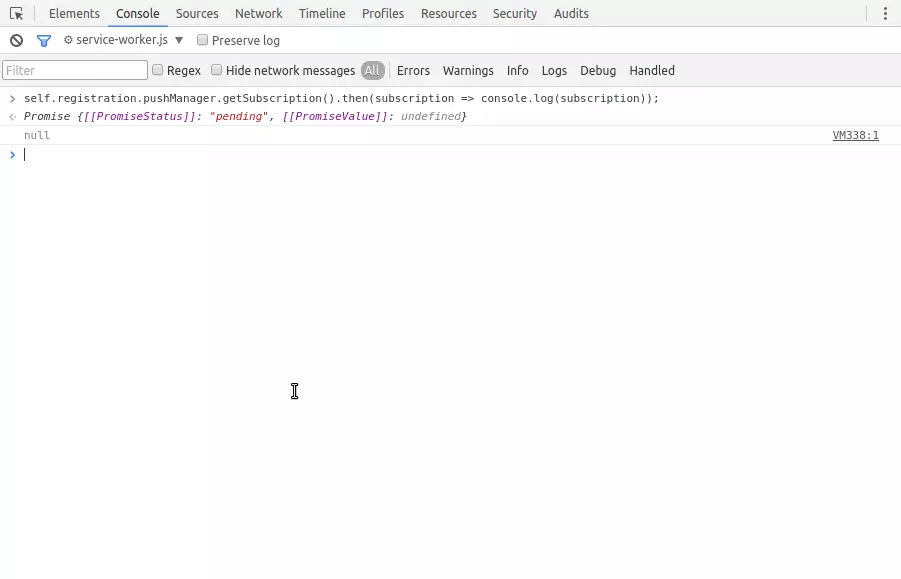 Elements Console Sources Network Timeline Profiles Resources Security Audits
service-worker.js ▼ Preserve log
Filter Regex Hide network messages All Errors Warnings Info Logs Debug Handled
> self.registration.pushManager.getSubscription().then(subscription => console.log(subscription));
Promise {[[PromiseStatus]]: "pending", [[PromiseValue]]: undefined}
null VM338:1
>